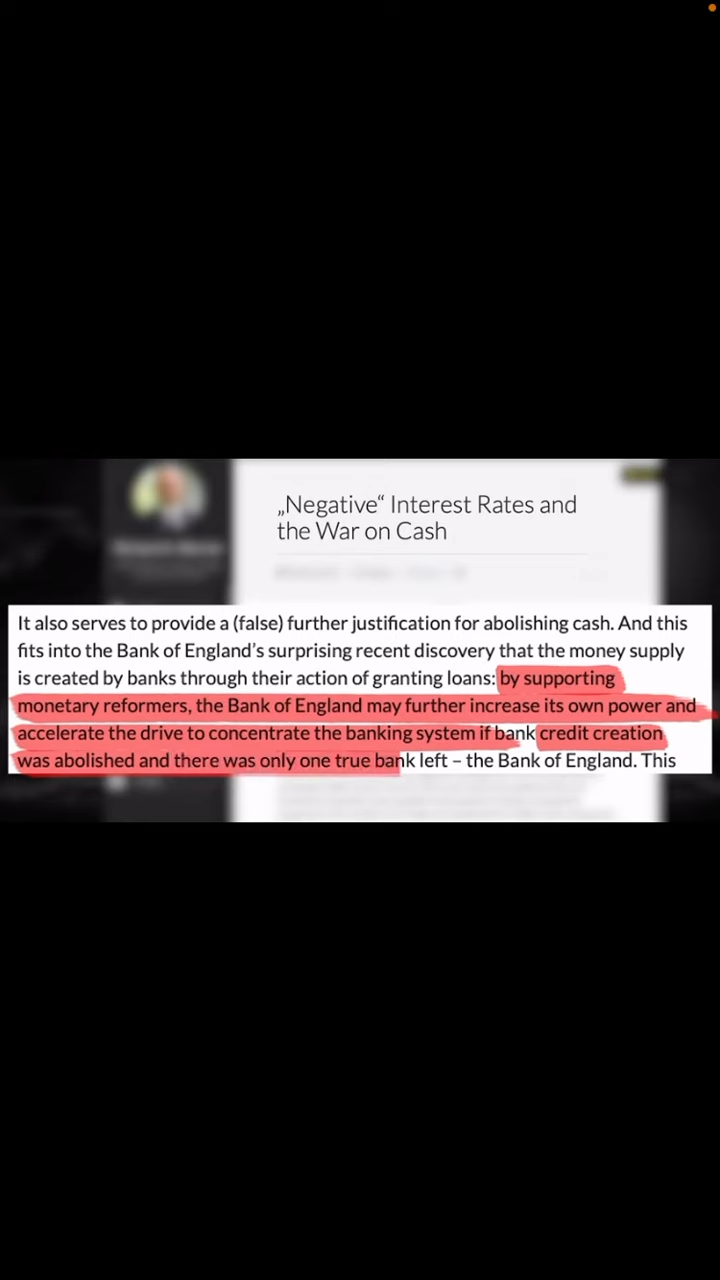 „Negative“ Interest Rates and
the War on Cash
It also serves to provide a (false) further justification for abolishing cash. And this
fits into the Bank of England’s surprising recent discovery that the money supply
is created by banks through their action of granting loans: by supporting
monetary reformers, the Bank of England may further increase its own power and
accelerate the drive to concentrate the banking system if bank credit creation
was abolished and there was only one true bank left – the Bank of England. This